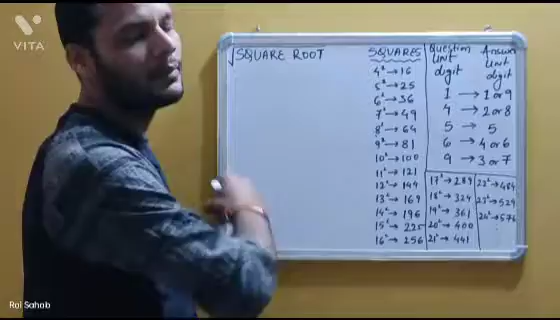 VITA
√SQUARE ROOT
SQUARES
4² → 16
5² → 25
6² → 36
7² → 49
8² → 64
9² → 81
10² → 100
11² → 121
12² → 144
13² → 169
14² → 196
15² → 225
16² → 256
Question
Unit
digit
Answer
Unit
digit
1 → 1 or 9
4 → 2 or 8
5 → 5
6 → 4 or 6
9 → 3 or 7
17² → 289
18² → 324
19² → 361
20² → 400
21² → 441
22² → 484
23² → 529
24² → 576
Rai Sahab